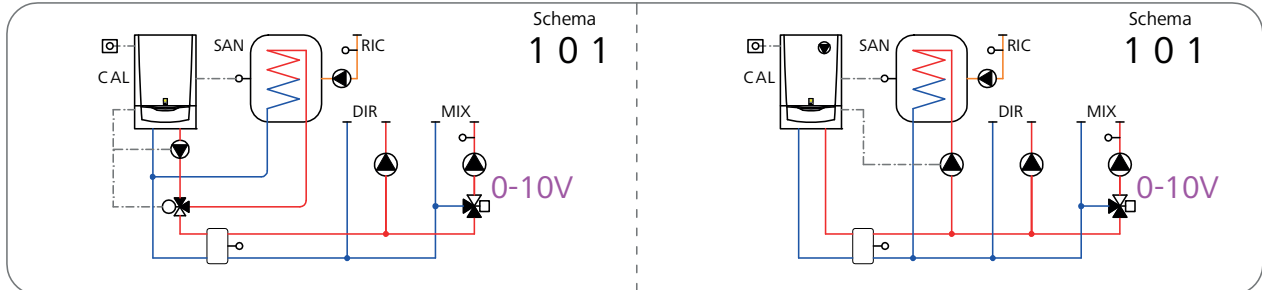 Schema
1 0 1
SAN
RIC
CAL
DIR
MIX
0-10V
Schema
1 0 1
SAN
RIC
CAL
DIR
MIX
0-10V